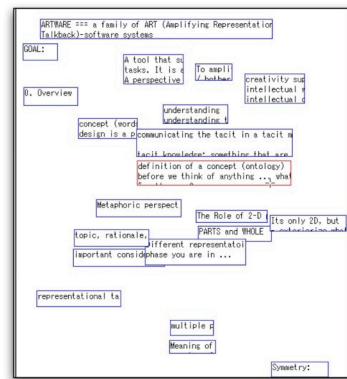 ARTWARE === a family of ART (Amplifying Representation
Talkback)-software systems
GOAL:
A tool that su
tasks. It is a
A perspective
To ampli
creativity sup
intellectual
intellectual
0. Overview
understanding
understanding t
concept (words
design is a p
communicating the tacit in a tacit m
tacit knowledge: something that are
definition of a concept (ontology)
before we think of anything ... what
Metaphoric perspect
The Role of 2-D
Its only 2D, but
topic, rationale,
PARTS and WHOLE
Different representatio
important conside
phase you are in ...
representational ta
multiple p
Meaning of
Symmetry: